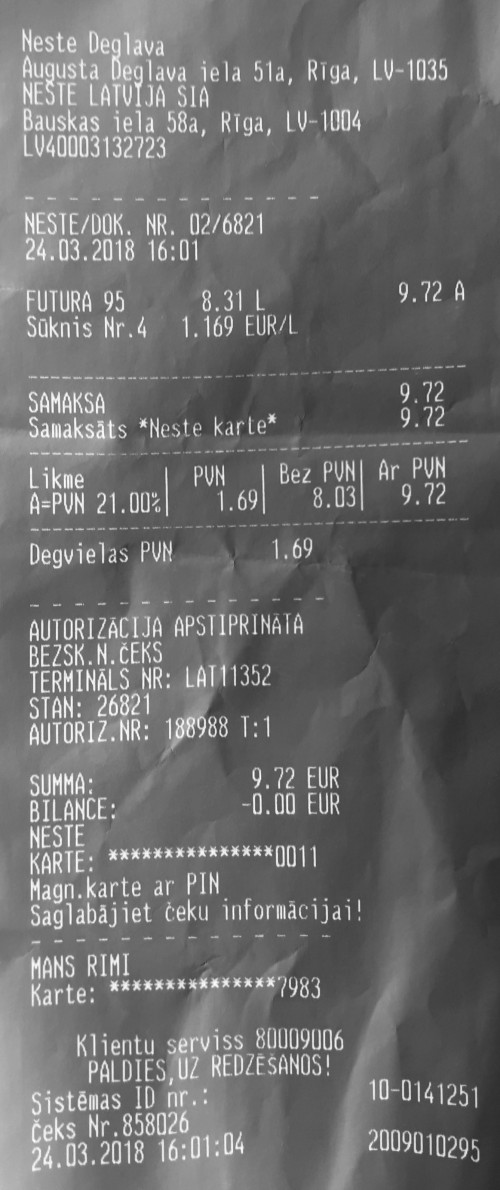 Neste Deglava
Augusta Deglava iela 51a, Rīga, LV-1035
NESTE LATVIJA SIA
Bauskas iela 58a, Rīga, LV-1004
LV40003132723
- - - - - - - - - - - - - - - - - - - -
NESTE/DOK. NR. 02/6821
24.03.2018 16:01
FUTURA 95 8.31 L 9.72 A
Sūknis Nr.4 1.169 EUR/L
----------------------------------------
SAMAKSA 9.72
Samaksāts *Neste karte* 9.72
----------------------------------------
Likme | PVN | Bez PVN| Ar PVN
A=PVN 21.00%| 1.69| 8.03| 9.72
----------------------------------------
Degvielas PVN 1.69
- - - - - - - - - - - - - - - - - - - -
AUTORIZĀCIJA APSTIPRINĀTA
BEZSK.N.ČEKS
TERMINĀLS NR: LAT11352
STAN: 26821
AUTORIZ.NR: 188988 T:1
SUMMA: 9.72 EUR
BILANCE: -0.00 EUR
NESTE
KARTE: ***************0011
Magn.karte ar PIN
Saglabājiet čeku informācijai!
- - - - - - - - - - - - - - - - - - - -
MANS RIMI
Karte: ***************7983
Klientu serviss 80009006
PALDIES,UZ REDZĒŠANOS!
Sistēmas ID nr.: 10-0141251
čeks Nr.858026
24.03.2018 16:01:04 2009010295